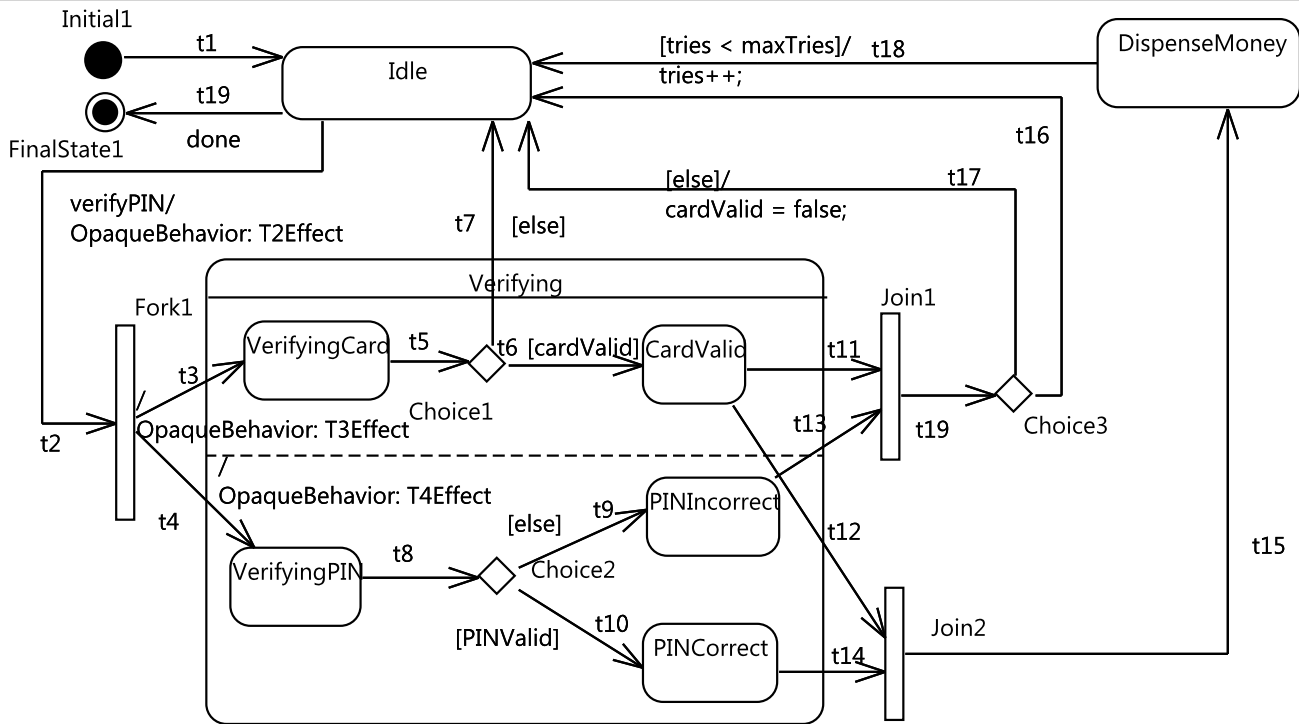 Initial1
t1
[tries < maxTries]/
t18
DispenseMoney
Idle
tries++;
t19
done
FinalState1
t16
[else]/
t17
verifyPIN/
cardValid = false;
t7
[else]
OpaqueBehavior: T2Effect
Verifying
Fork1
Join1
VerifyingCard
t5
t6
[cardValid]
CardValid
t11
t3
/
Choice1
t13
OpaqueBehavior: T3Effect
t19
Choice3
t2
/
OpaqueBehavior: T4Effect
PINIncorrect
t4
[else]
t9
t12
t15
t8
VerifyingPIN
Choice2
t10
[PINValid]
PINCorrect
t14
Join2